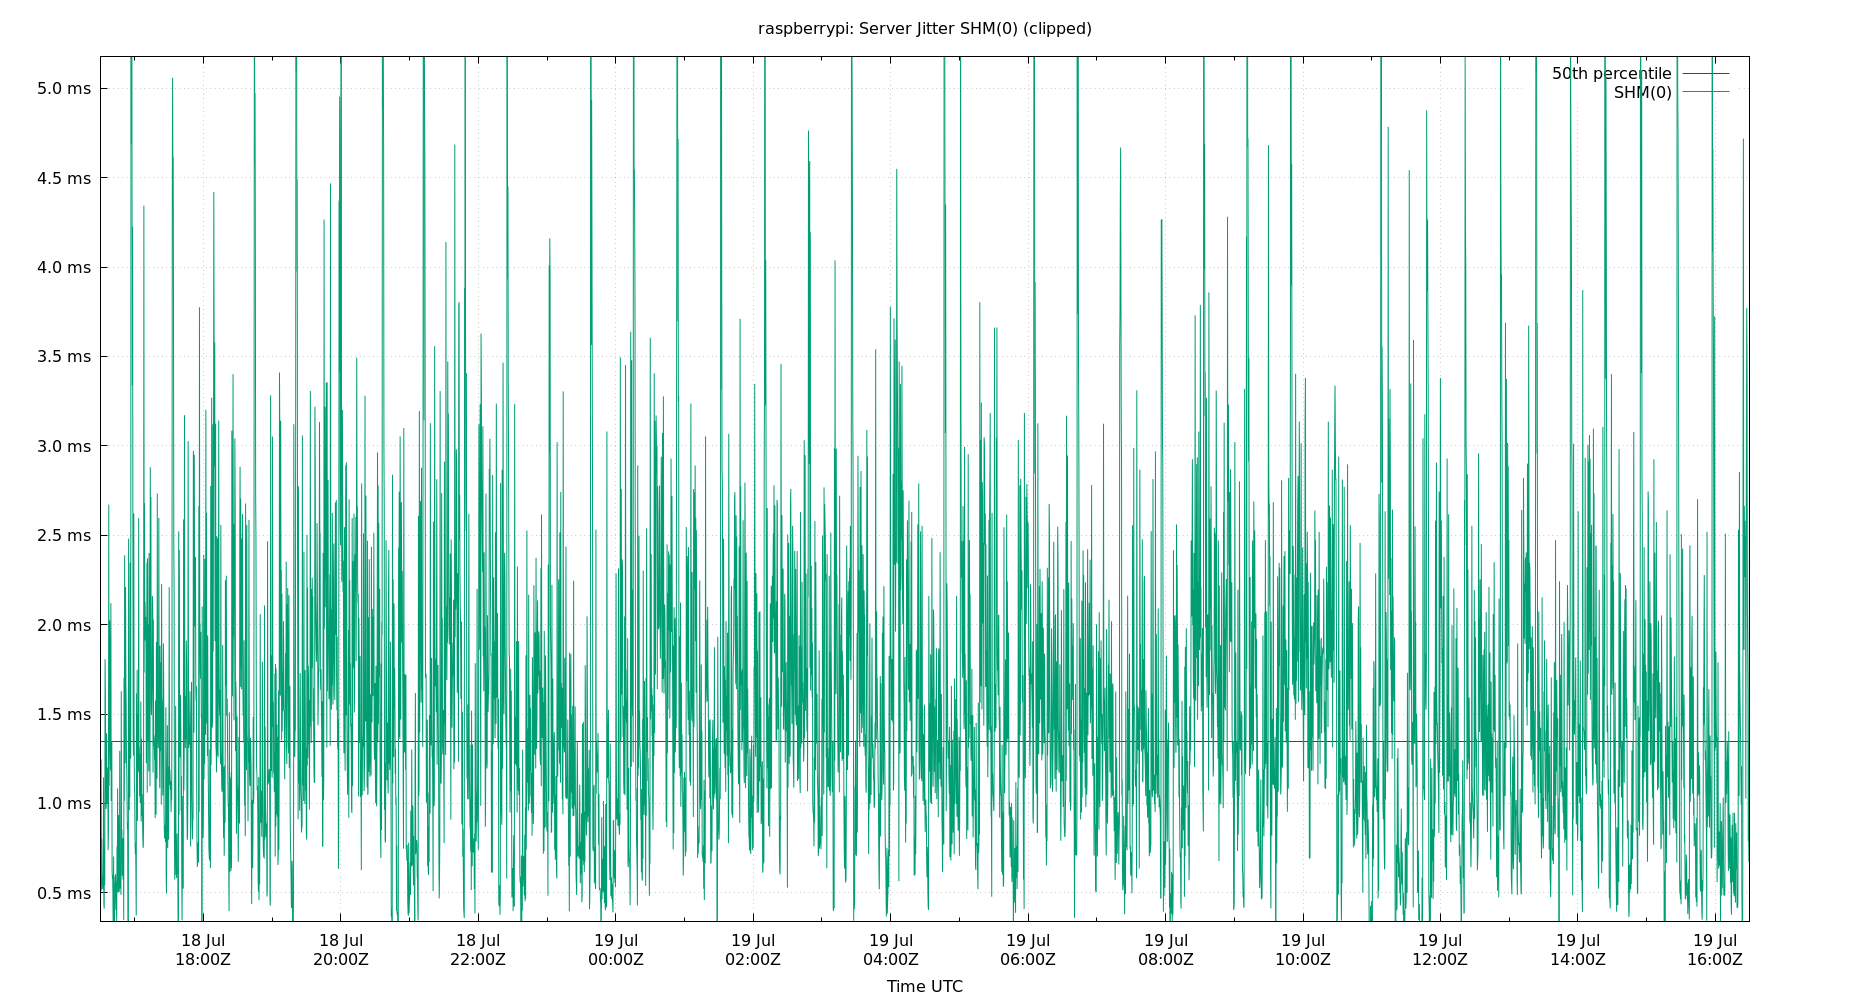 raspberrypi: Server Jitter SHM(0) (clipped)
50th percentile
SHM(0)
5.0 ms
4.5 ms
4.0 ms
3.5 ms
3.0 ms
2.5 ms
2.0 ms
1.5 ms
1.0 ms
0.5 ms
18 Jul 18 Jul 18 Jul 19 Jul 19 Jul 19 Jul 19 Jul 19 Jul 19 Jul 19 Jul 19 Jul 19 Jul
18:00Z 20:00Z 22:00Z 00:00Z 02:00Z 04:00Z 06:00Z 08:00Z 10:00Z 12:00Z 14:00Z 16:00Z
Time UTC